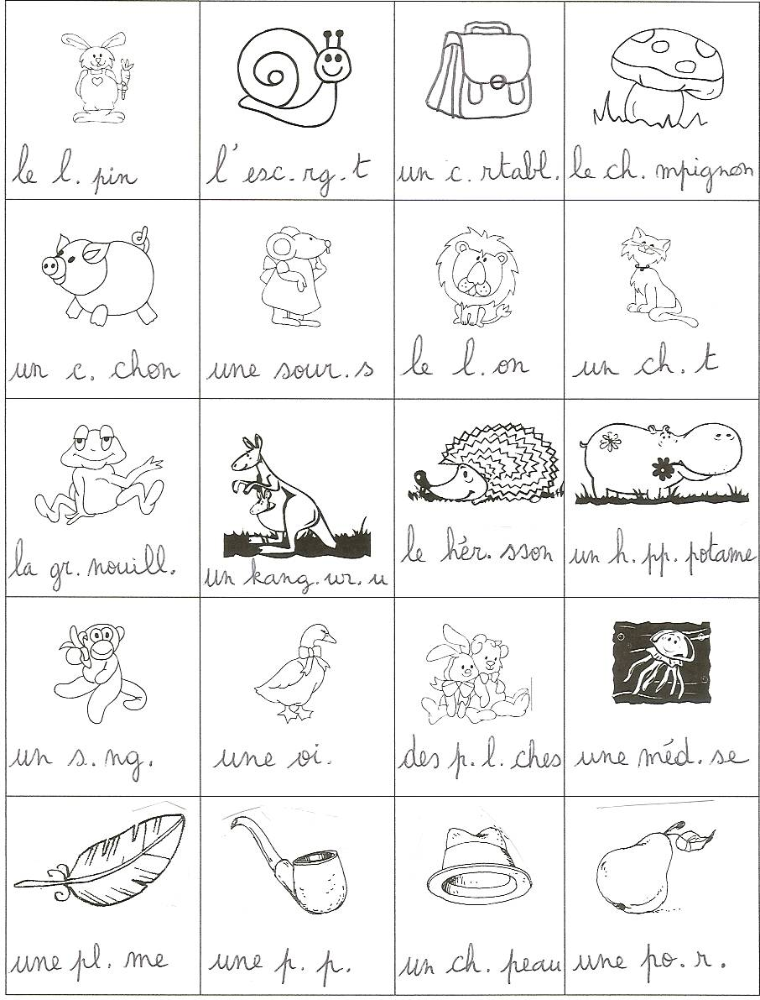 le l. pin
l'esc. rg. t
un c. rtabl.
le ch. mpignon
un c. chon
une sour. s
le l. on
un ch. t
la gr. nouill.
un kang. ur. u
le hér. sson
un h. pp. potame
un s. ng.
une oi.
des p. l. ches
une méd. se
une pl. me
une p. p.
un ch. peau
une po. r.